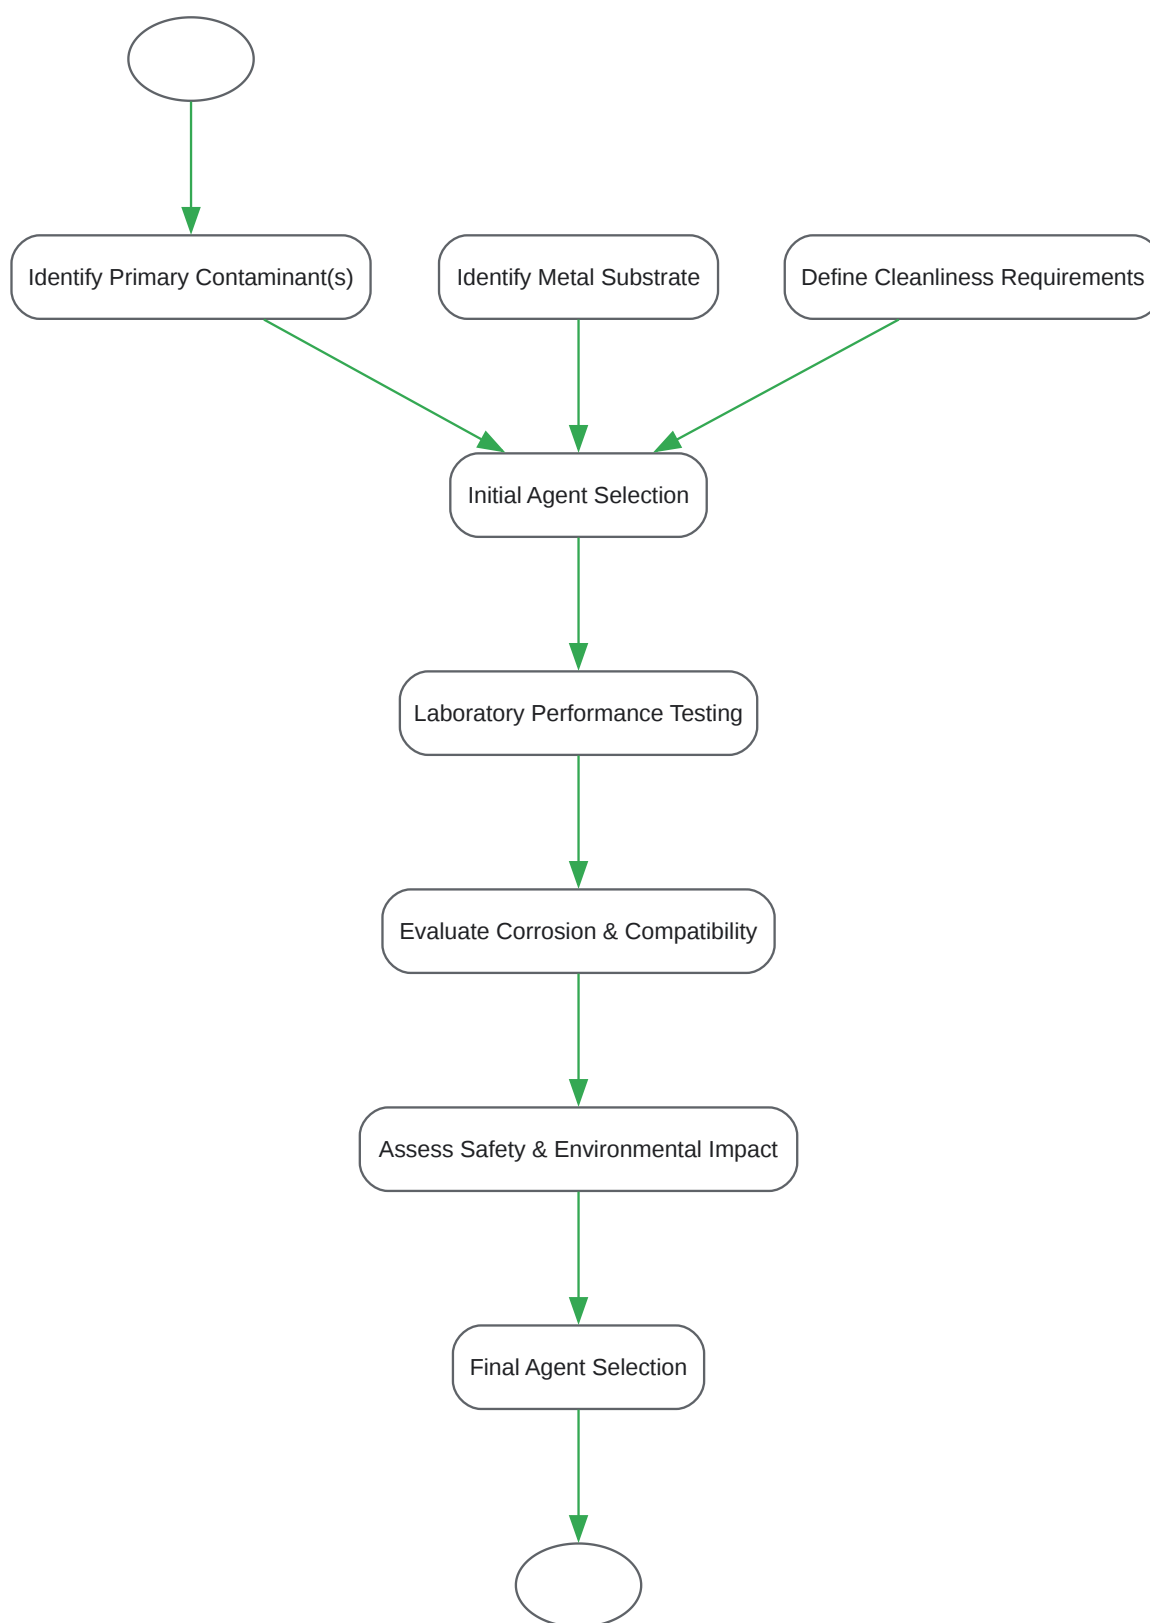 Identify Primary Contaminant(s)
Identify Metal Substrate
Define Cleanliness Requirements
Initial Agent Selection
Laboratory Performance Testing
Evaluate Corrosion & Compatibility
Assess Safety & Environmental Impact
Final Agent Selection